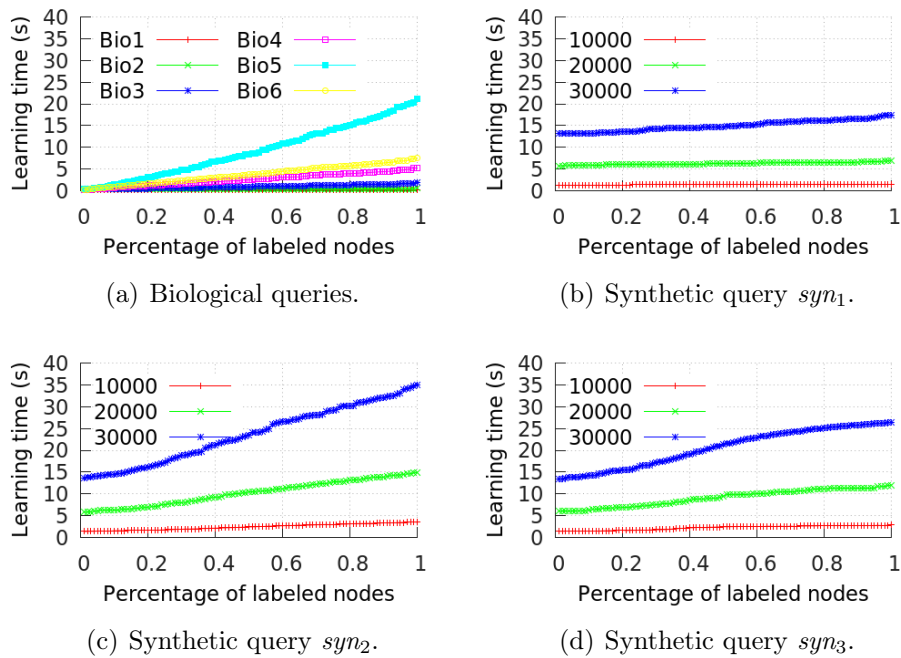 Learning time (s)
40
35
30
25
20
15
10
5
0
Bio1
Bio2
Bio3
Bio4
Bio5
Bio6
0 0.2 0.4 0.6 0.8 1
Percentage of labeled nodes
(a) Biological queries.
Learning time (s)
40
35
30
25
20
15
10
5
0
10000
20000
30000
0 0.2 0.4 0.6 0.8 1
Percentage of labeled nodes
(b) Synthetic query syn₁.
Learning time (s)
40
35
30
25
20
15
10
5
0
10000
20000
30000
0 0.2 0.4 0.6 0.8 1
Percentage of labeled nodes
(c) Synthetic query syn₂.
Learning time (s)
40
35
30
25
20
15
10
5
0
10000
20000
30000
0 0.2 0.4 0.6 0.8 1
Percentage of labeled nodes
(d) Synthetic query syn₃.